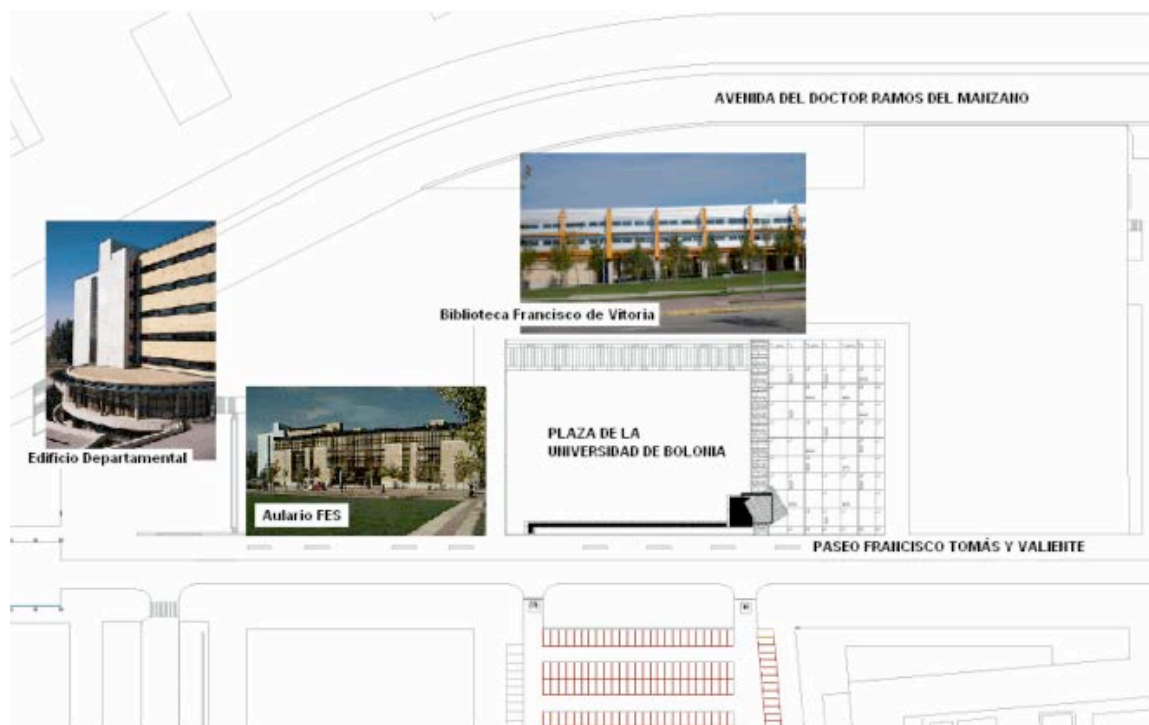 AVENIDA DEL DOCTOR RAMOS DEL MANZANO
Biblioteca Francisco de Vitoria
PLAZA DE LA
UNIVERSIDAD DE BOLONIA
Edificio Departamental
Aulario FES
PASEO FRANCISCO TOMÁS Y VALIENTE